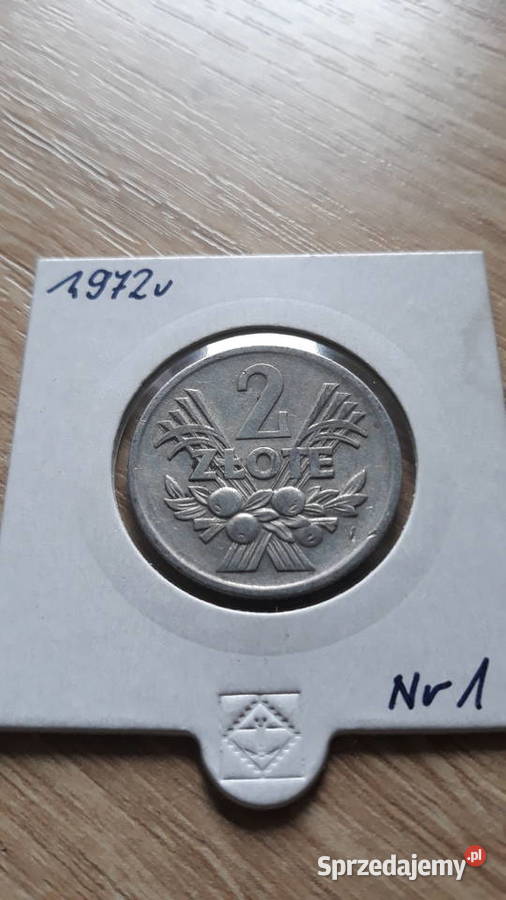 1972r
2
ZŁOTE
Nr 1
Sprzedajemy.pl